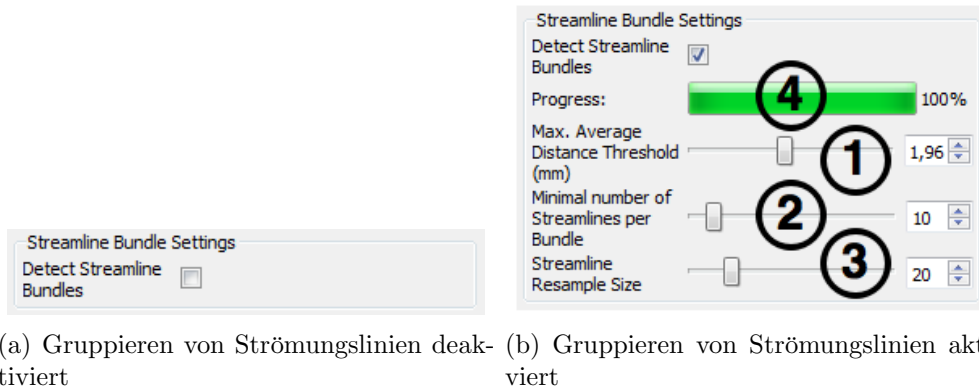 Streamline Bundle Settings
Detect Streamline
Bundles
(a) Gruppieren von Strömungslinien deak-
tiviert
Streamline Bundle Settings
Detect Streamline
Bundles
Progress:
4
100%
Max. Average
Distance Threshold
(mm)
1
1,96
Minimal number of
Streamlines per
Bundle
2
10
Streamline
Resample Size
3
20
(b) Gruppieren von Strömungslinien akt
viert